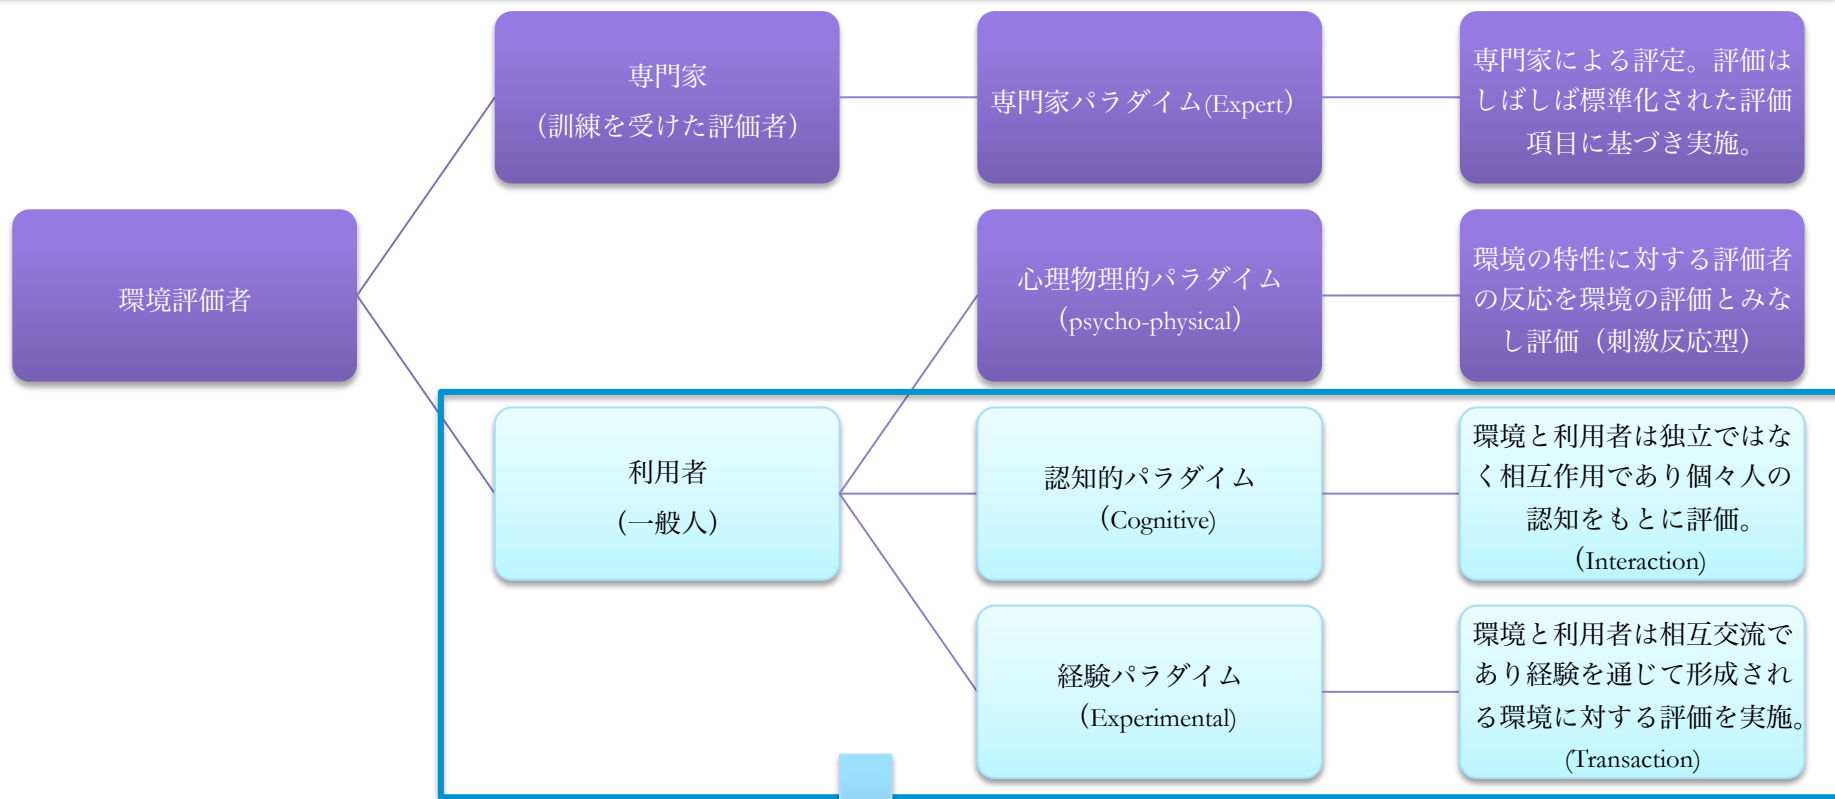 専門家
（訓練を受けた評価者）
専門家パラダイム(Expert）
専門家による評定。評価は
しばしば標準化された評価
項目に基づき実施。
環境評価者
心理物理的パラダイム
（psycho-physical）
環境の特性に対する評価者
の反応を環境の評価とみな
し評価（刺激反応型）
利用者
（一般人）
認知的パラダイム
（Cognitive)
環境と利用者は独立ではな
く相互作用であり個々人の
認知をもとに評価。
（Interaction)
経験パラダイム
（Experimental)
環境と利用者は相互交流で
あり経験を通じて形成され
る環境に対する評価を実施。
(Transaction)